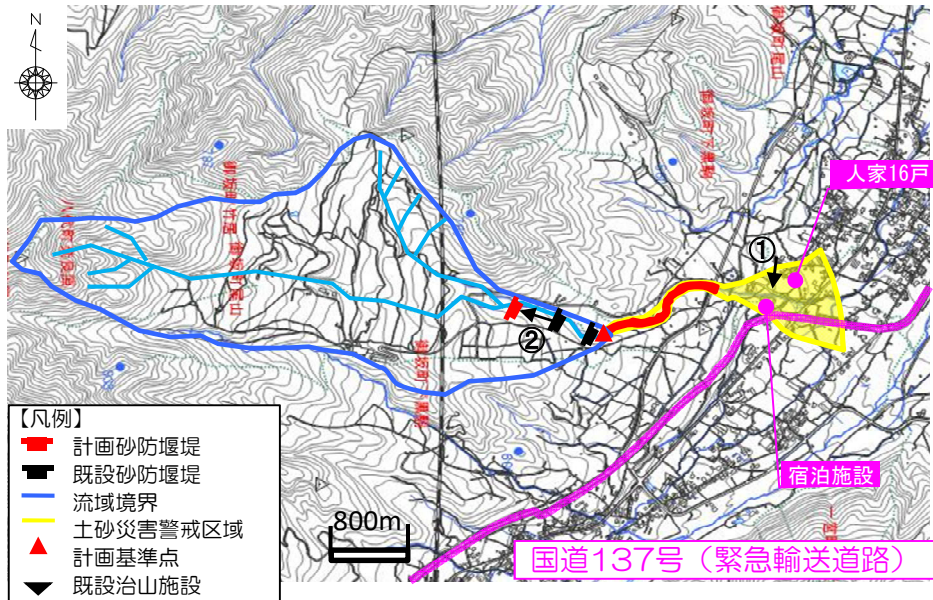 N
人家16戸
①
②
宿泊施設
800m
国道137号（緊急輸送道路）
【凡例】
計画砂防堰堤
既設砂防堰堤
流域境界
土砂災害警戒区域
計画基準点
既設治山施設